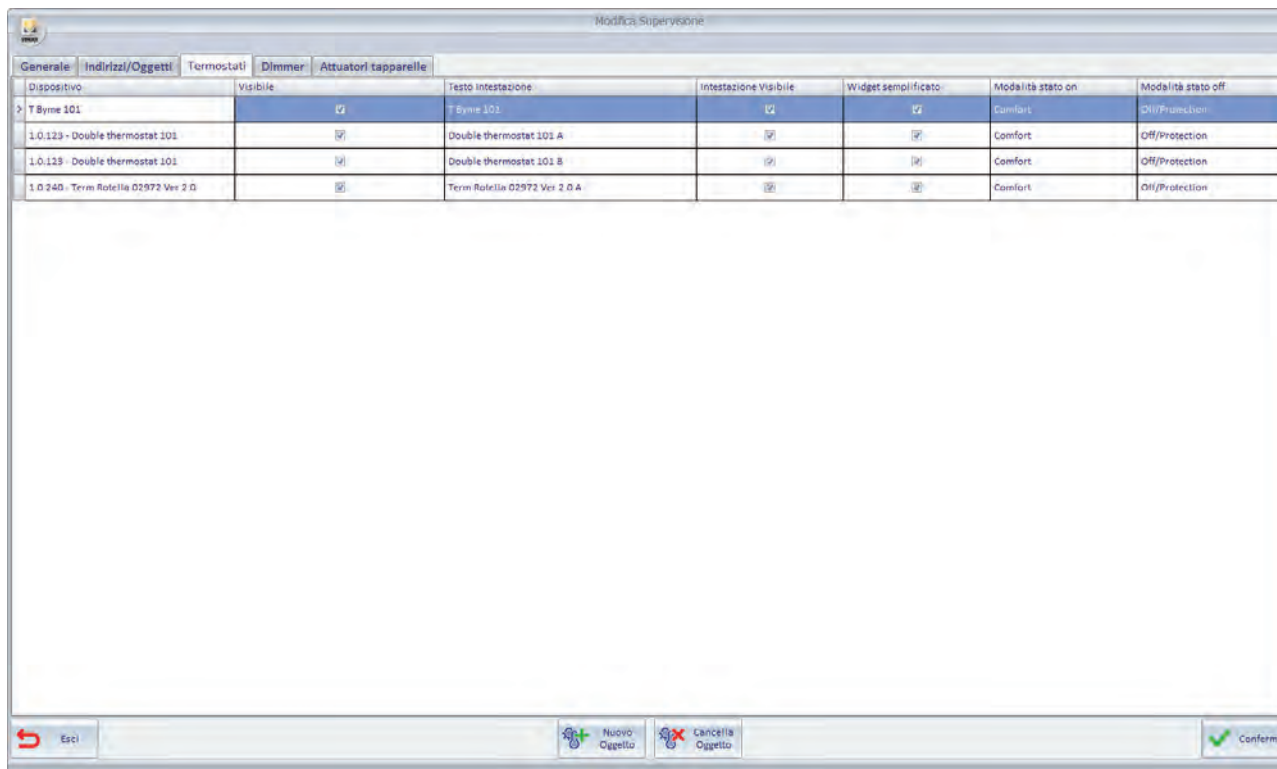 Modifica Supervisione
Generale Indirizzi/Oggetti Termostati Dimmer Attuatori tapparelle
Dispositivo Visibile Testo Intestazione Intestazione Visibile Widget semplificato Modalità stato on Modalità stato off
> T Byme 101 T Byme 101 Comfort Off/Protection
1.0.123 - Double thermostat 101 Double thermostat 101 A Comfort Off/Protection
1.0.123 - Double thermostat 101 Double thermostat 101 B Comfort Off/Protection
1.0.240 - Term Rotella 02972 Ver 2.0 Term Rotella 02972 Ver 2.0 A Comfort Off/Protection
Esci Nuovo Oggetto Cancella Oggetto Conferm